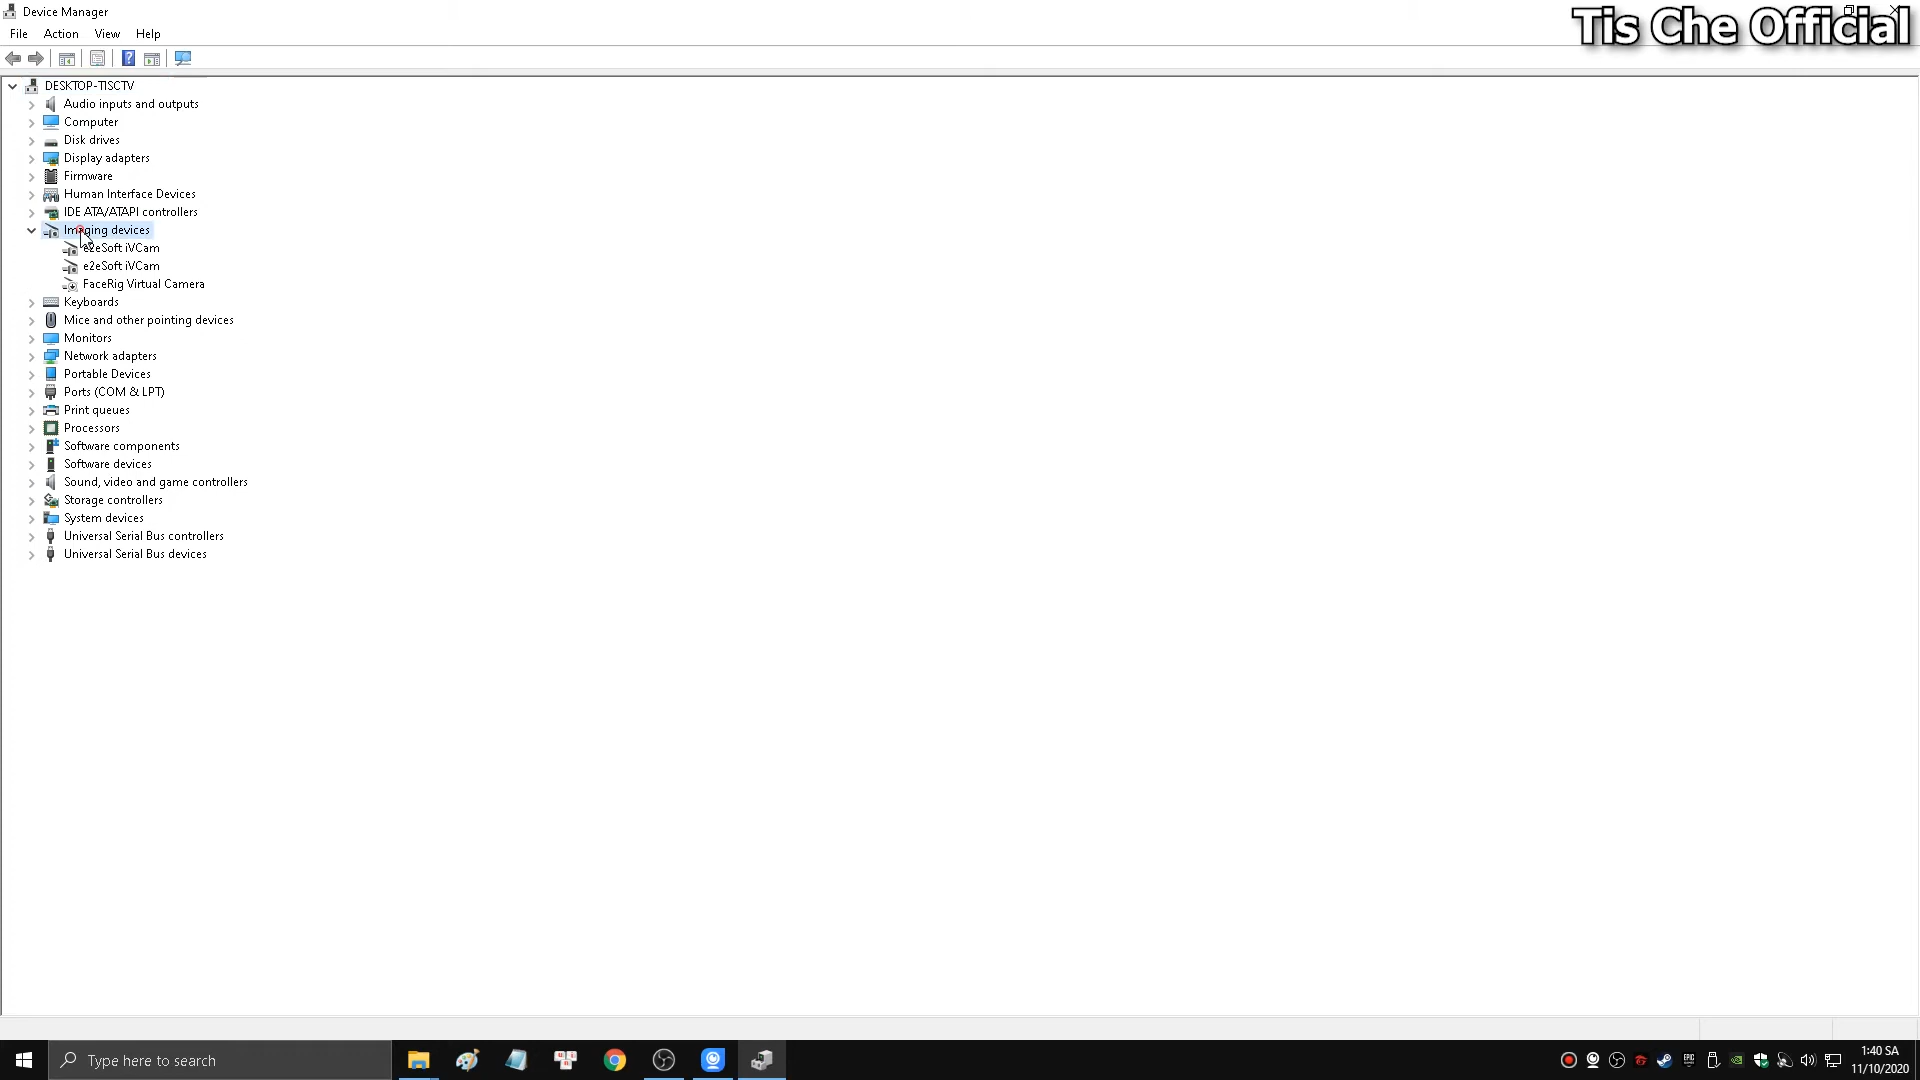 Device Manager
Tis Che Official
File Action View Help
DESKTOP-TISCTV
Audio inputs and outputs
Computer
Disk drives
Display adapters
Firmware
Human Interface Devices
IDE ATA/ATAPI controllers
Imaging devices
e2eSoft iVCam
e2eSoft iVCam
FaceRig Virtual Camera
Keyboards
Mice and other pointing devices
Monitors
Network adapters
Portable Devices
Ports (COM & LPT)
Print queues
Processors
Software components
Software devices
Sound, video and game controllers
Storage controllers
System devices
Universal Serial Bus controllers
Universal Serial Bus devices
Type here to search
EPIC
1:40 SA
11/10/2020